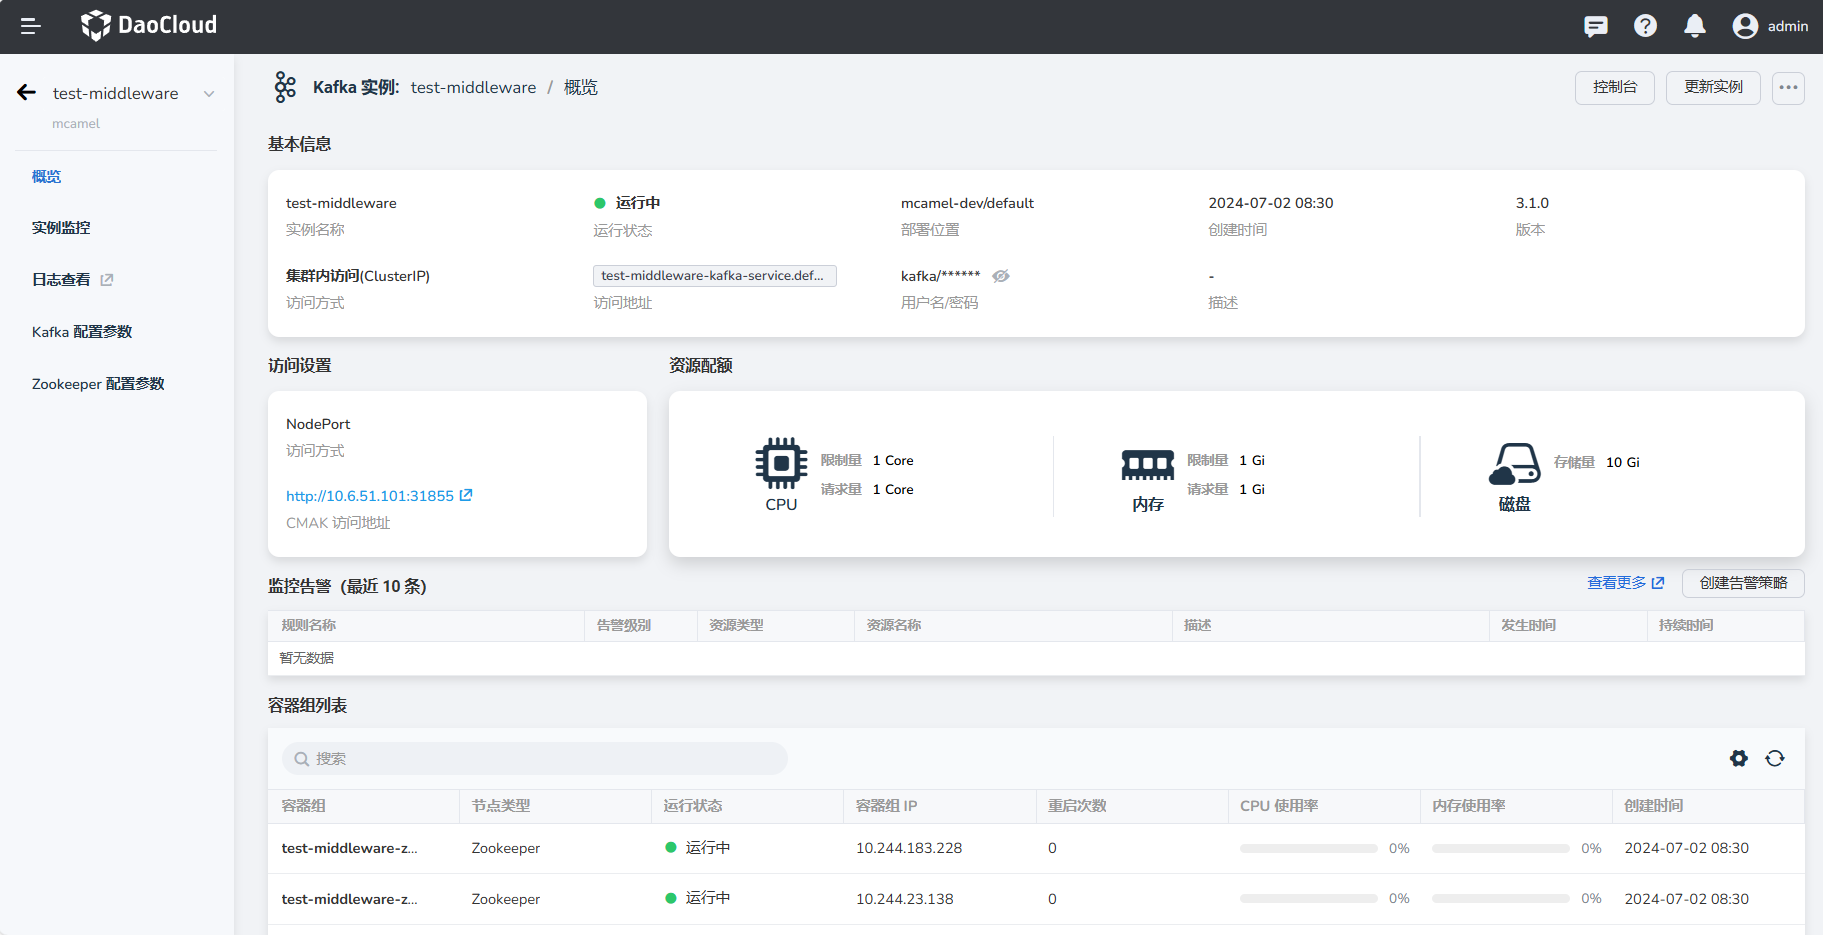 DaoCloud
admin
test-middleware
mcamel
概览
实例监控
日志查看
Kafka 配置参数
Zookeeper 配置参数
Kafka 实例: test-middleware / 概览
控制台 更新实例
基本信息
test-middleware 运行中 mcamel-dev/default 2024-07-02 08:30 3.1.0
实例名称 运行状态 部署位置 创建时间 版本
集群内访问(ClusterIP) test-middleware-kafka-service.def... kafka/****** -
访问方式 访问地址 用户名/密码 描述
访问设置
NodePort
访问方式
http://10.6.51.101:31855
CMAK 访问地址
资源配额
CPU
限制量 1 Core
请求量 1 Core
内存
限制量 1 Gi
请求量 1 Gi
磁盘
存储量 10 Gi
监控告警（最近 10 条）
查看更多 创建告警策略
规则名称 告警级别 资源类型 资源名称 描述 发生时间 持续时间
暂无数据
容器组列表
搜索
容器组 节点类型 运行状态 容器组 IP 重启次数 CPU 使用率 内存使用率 创建时间
test-middleware-z... Zookeeper 运行中 10.244.183.228 0 0% 0% 2024-07-02 08:30
test-middleware-z... Zookeeper 运行中 10.244.23.138 0 0% 0% 2024-07-02 08:30